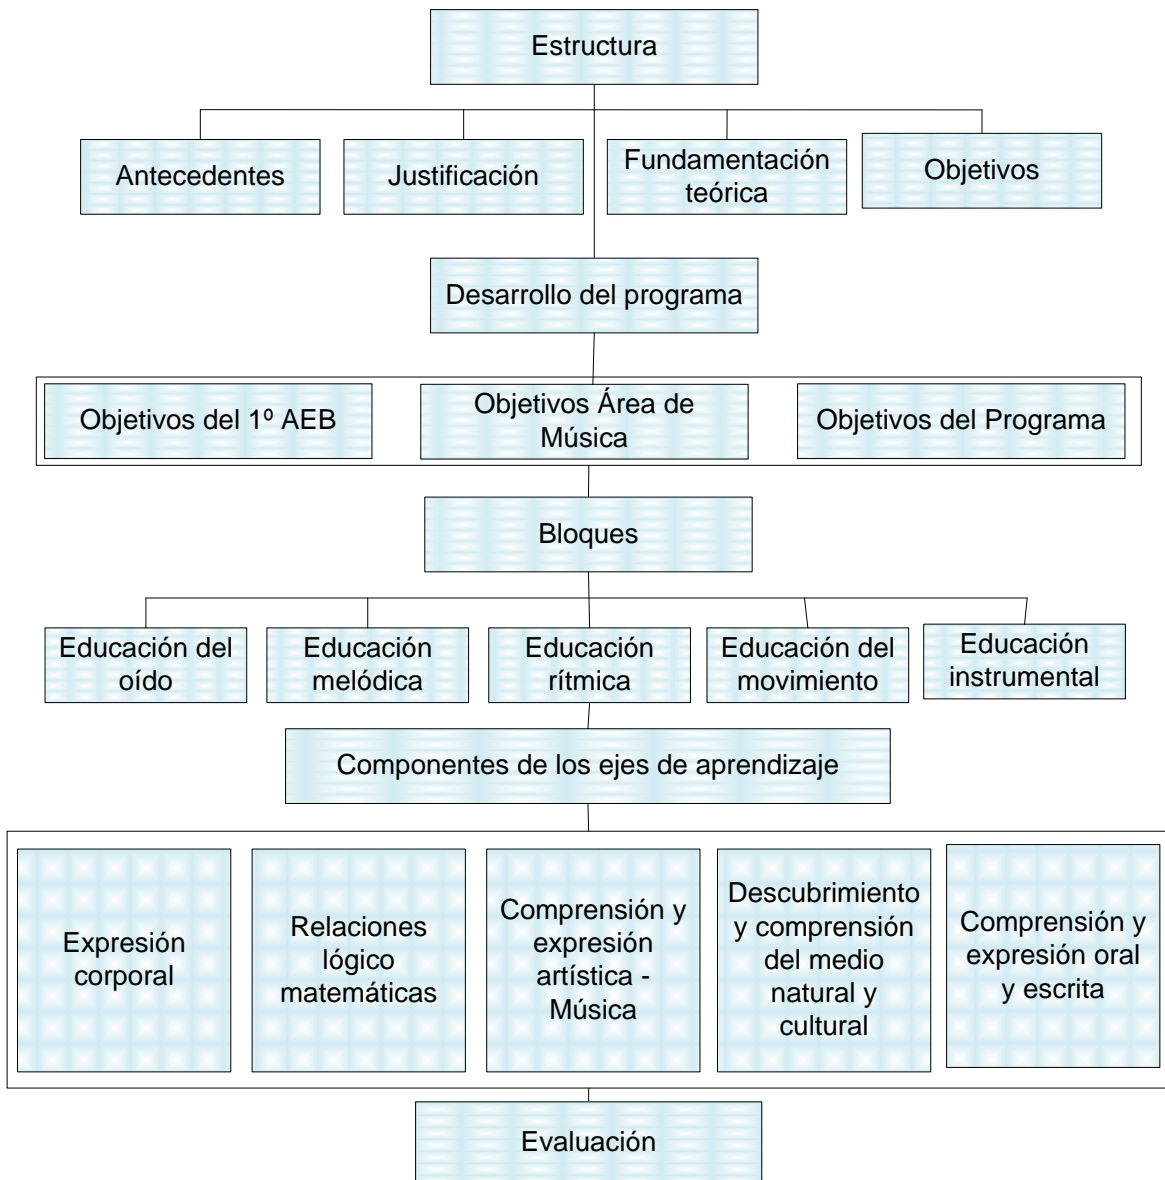 Estructura
Antecedentes
Justificación
Fundamentación
teórica
Objetivos
Desarrollo del programa
Objetivos del 1º AEB
Objetivos Área de
Música
Objetivos del Programa
Bloques
Educación del
oído
Educación
melódica
Educación
rítmica
Educación del
movimiento
Educación
instrumental
Componentes de los ejes de aprendizaje
Expresión
corporal
Relaciones
lógico
matemáticas
Comprensión y
expresión
artística -
Música
Descubrimiento
y comprensión
del medio
natural y
cultural
Comprensión y
expresión oral
y escrita
Evaluación